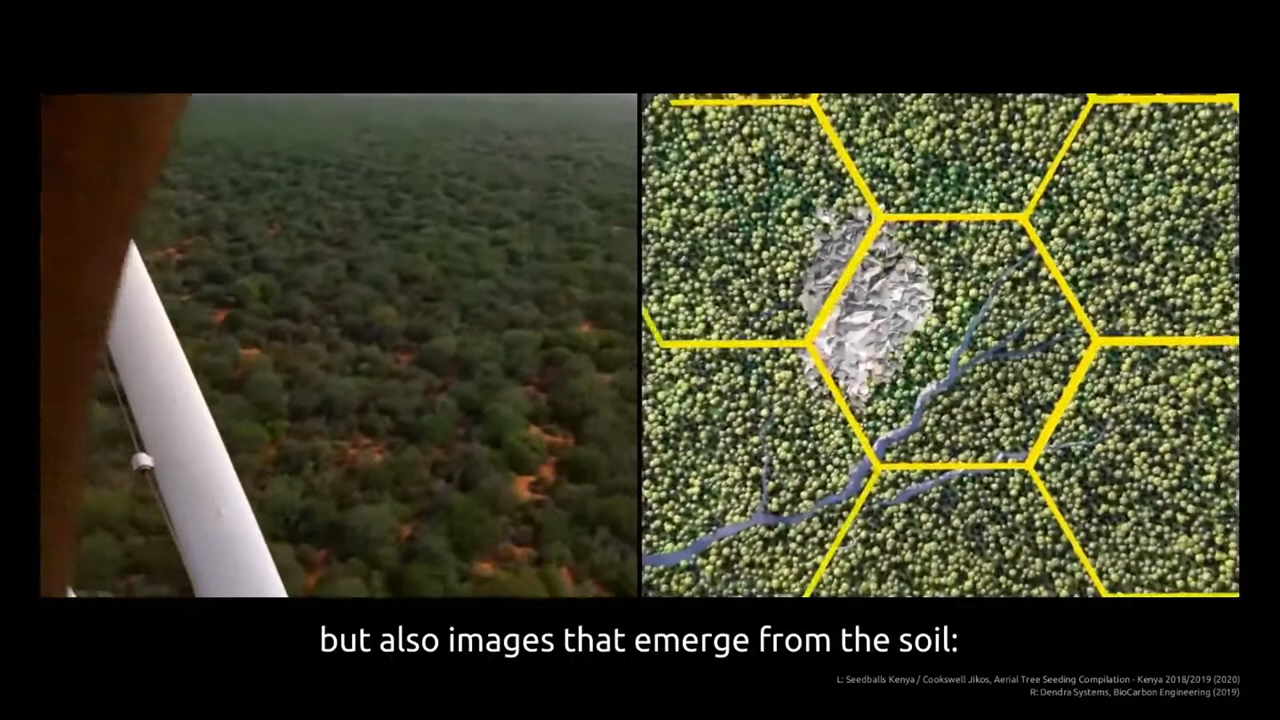 but also images that emerge from the soil:
L: Seedballs Kenya / Cookswell Jikos, Aerial Tree Seeding Compilation - Kenya 2018/2019 (2020)
R: Dendra Systems, BioCarbon Engineering (2019)